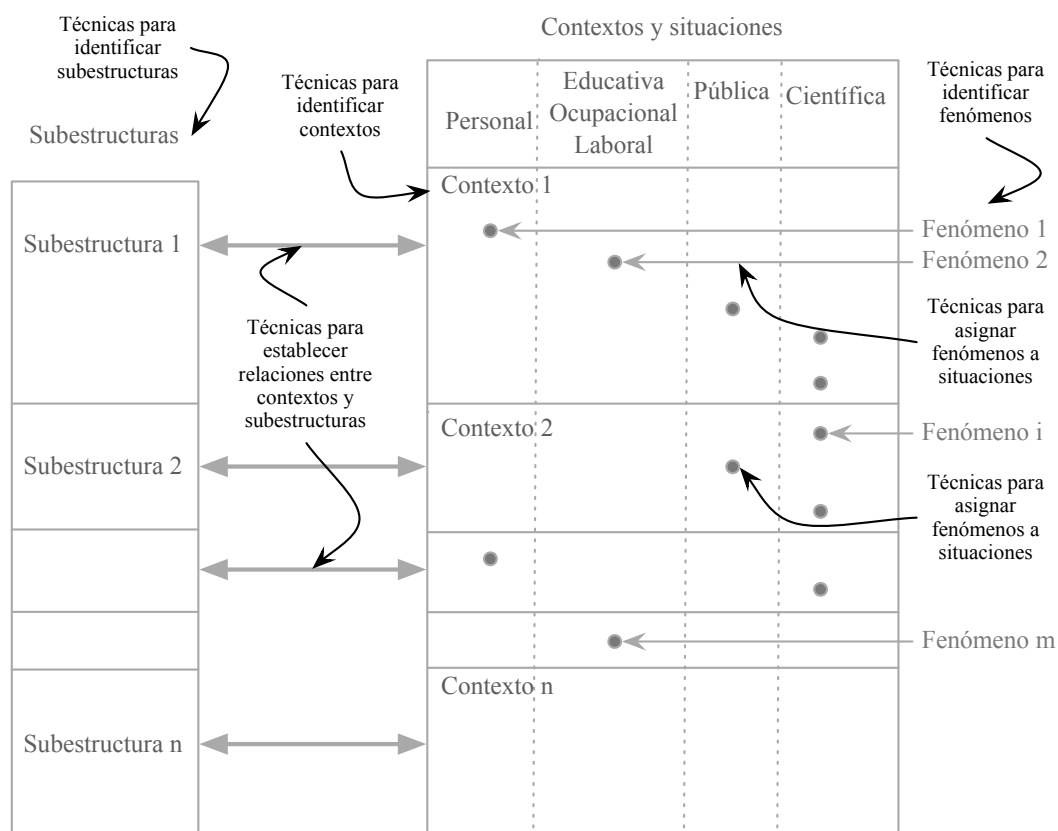 Técnicas para
identificar
subestructuras
Contextos y situaciones
Técnicas para
identificar
contextos
Técnicas para
identificar
fenómenos
Subestructuras
Personal
Educativa
Ocupacional
Laboral
Pública
Científica
Contexto 1
Subestructura 1
Fenómeno 1
Fenómeno 2
Técnicas para
establecer
relaciones entre
contextos y
subestructuras
Técnicas para
asignar
fenómenos a
situaciones
Contexto 2
Fenómeno i
Subestructura 2
Técnicas para
asignar
fenómenos a
situaciones
Fenómeno m
Contexto n
Subestructura n